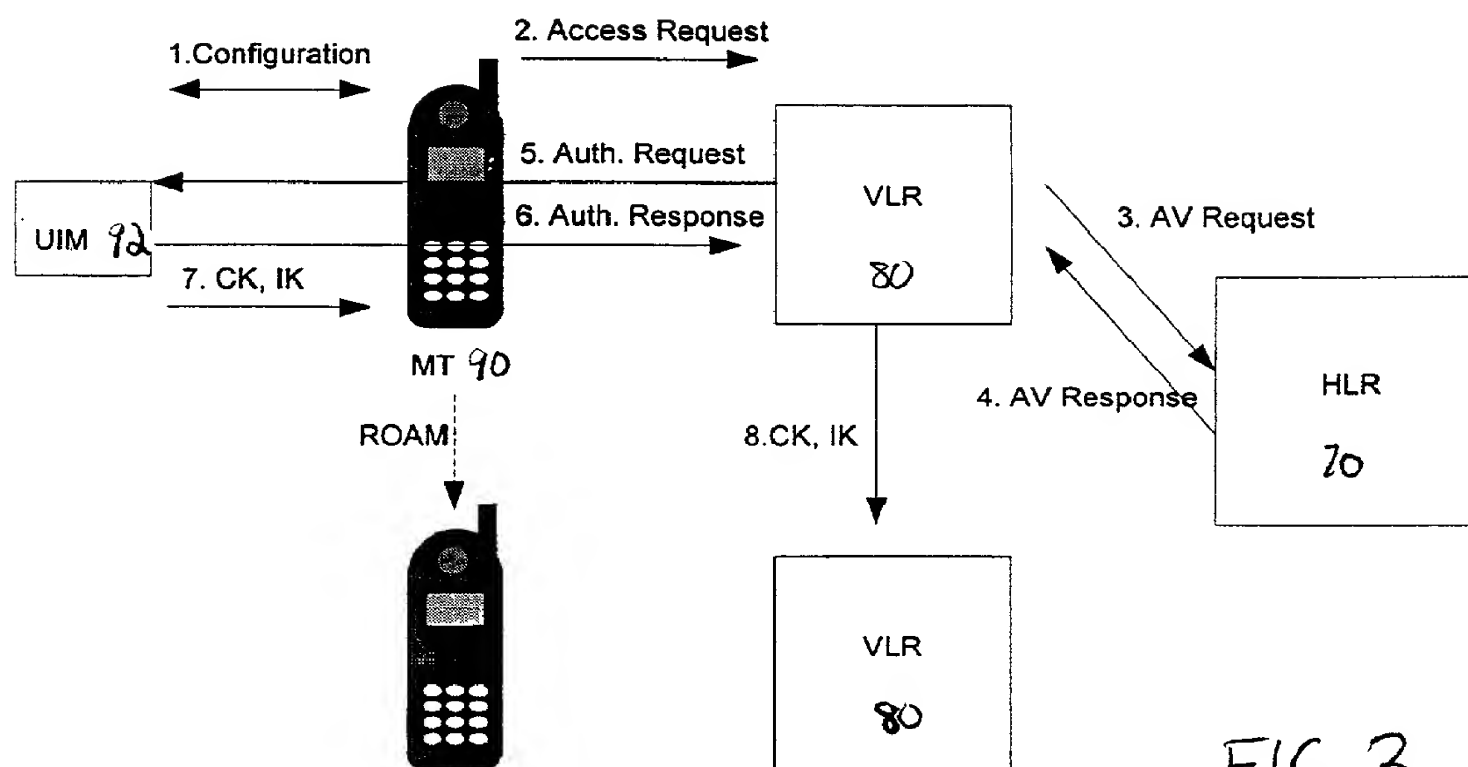 2. Access Request
1.Configuration
5. Auth. Request
VLR
80
6. Auth. Response
3. AV Request
UIM 92
7. CK, IK
MT 90
HLR
70
4. AV Response
ROAM
8.CK, IK
VLR
80
FIG. 3